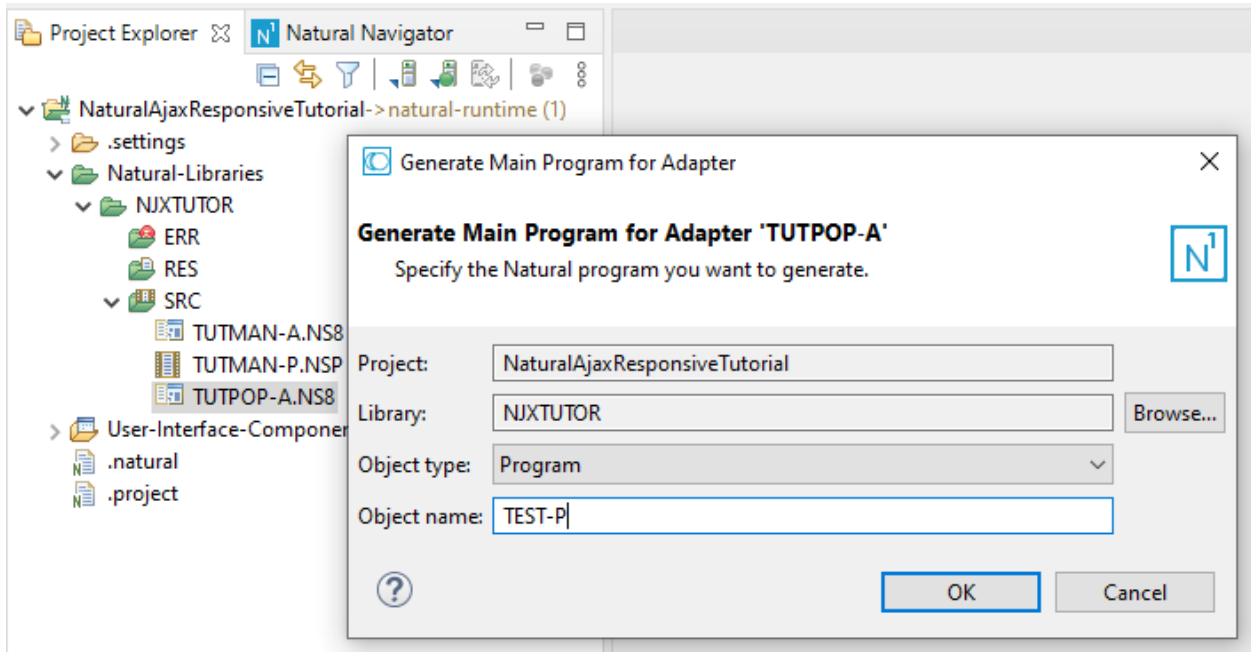 Project Explorer
Natural Navigator
NaturalAjaxResponsiveTutorial->natural-runtime (1)
.settings
Natural-Libraries
NJXTUTOR
ERR
RES
SRC
TUTMAN-A.NS8
TUTMAN-P.NSP
TUTPOP-A.NS8
User-Interface-Componen
.natural
.project
Generate Main Program for Adapter
Generate Main Program for Adapter 'TUTPOP-A'
Specify the Natural program you want to generate.
N1
Project: NaturalAjaxResponsiveTutorial
Library: NJXTUTOR Browse...
Object type: Program
Object name: TEST-P
OK Cancel